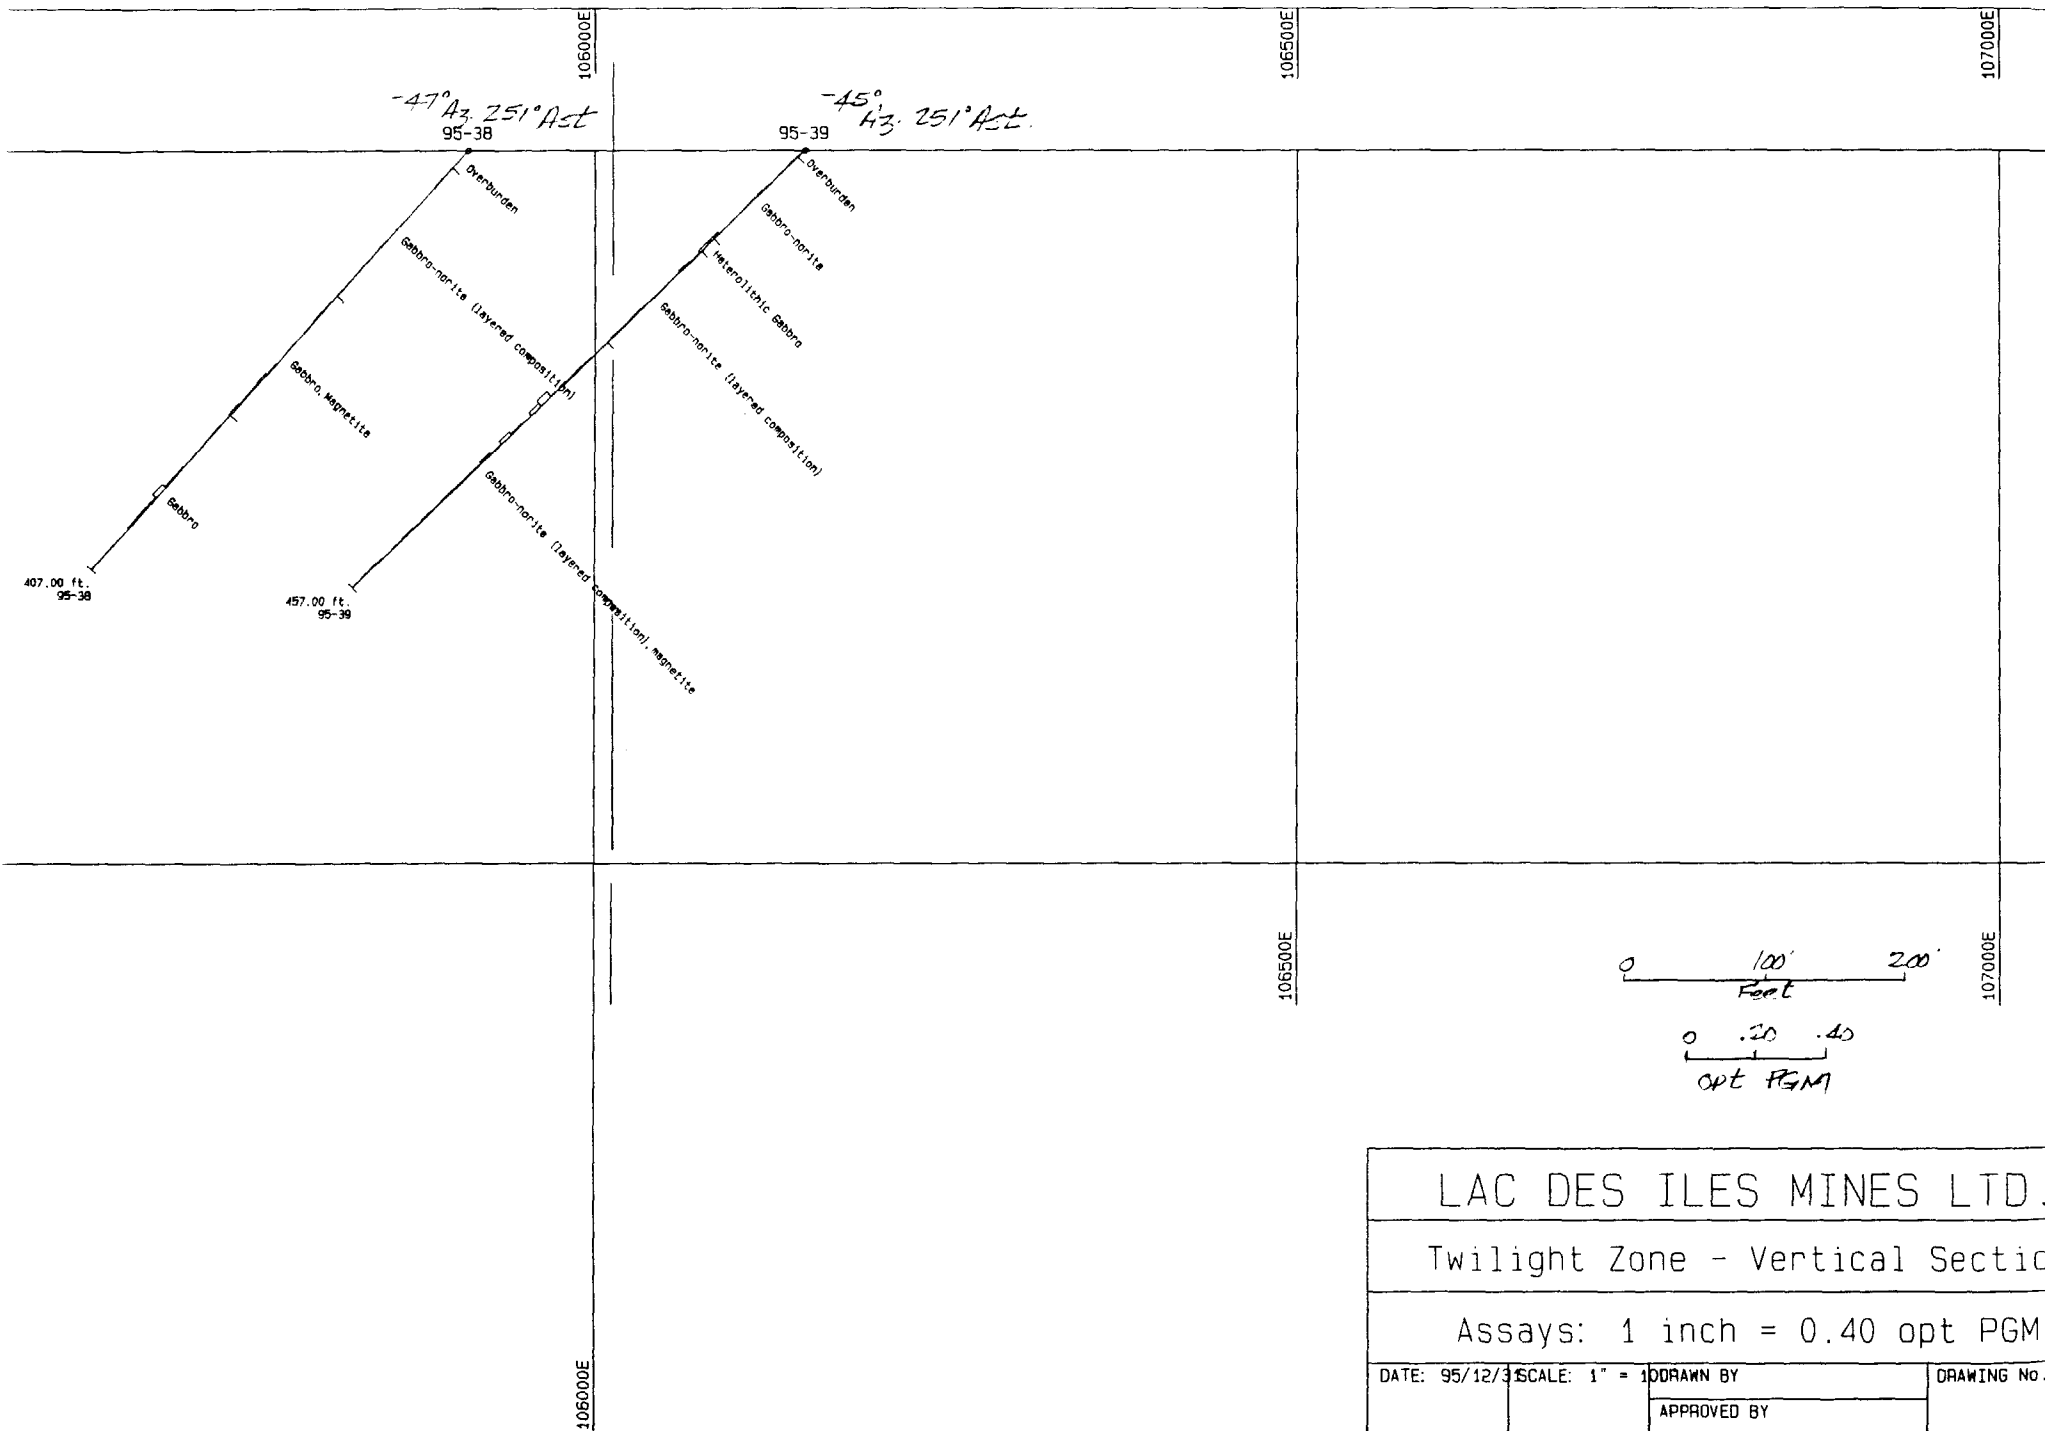 106000E
106500E
107000E
-47° Az. 251° Ast
95-38
-45° Az. 251° Ast.
95-39
Overburden
Gabbro-norite (layered composition)
Gabbro, Magnetite
Gabbro
407.00 ft.
95-38
Overburden
Gabbro-norite
Heterolithic Gabbro
Gabbro-norite (layered composition)
Gabbro-norite (layered composition), magnetite
457.00 ft.
95-39
106500E
107000E
0 100' 200'
Feet
0 .20 .40
opt PGM
106000E
LAC DES ILES MINES LTD.
Twilight Zone - Vertical Sectio
Assays: 1 inch = 0.40 opt PGM
DATE: 95/12/31 SCALE: 1" = 10 DRAWN BY DRAWING No.
APPROVED BY